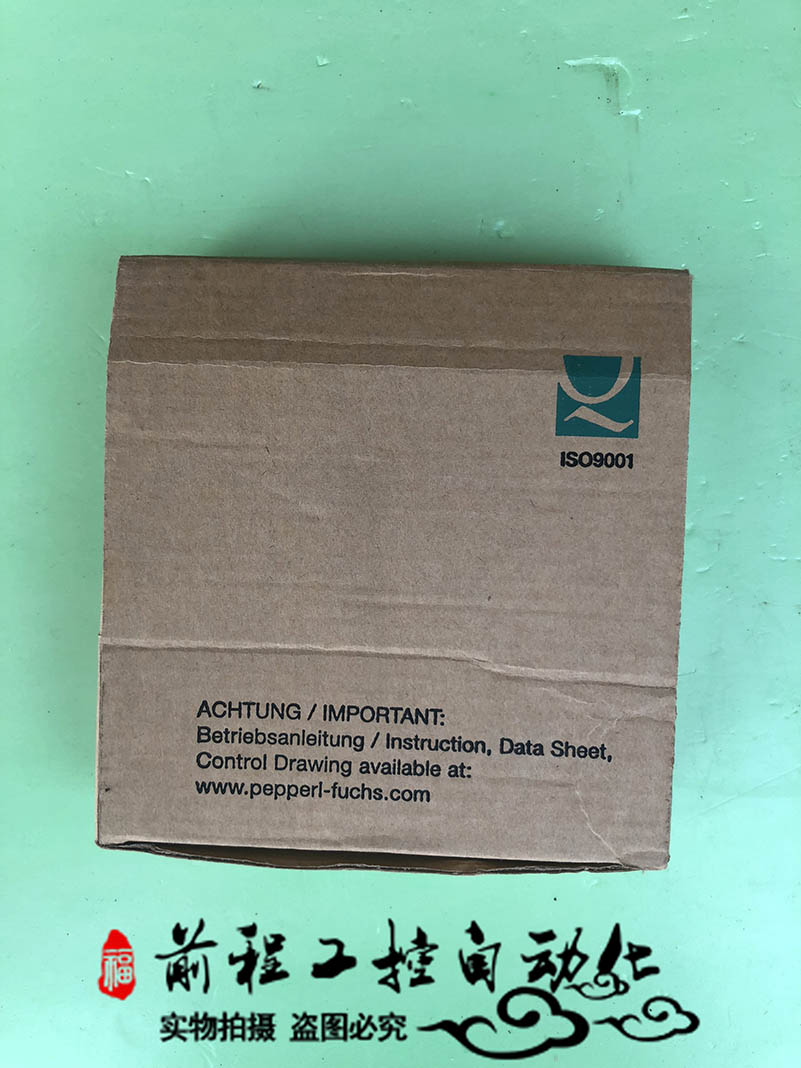 ISO9001
ACHTUNG / IMPORTANT:
Betriebsanleitung / Instruction, Data Sheet,
Control Drawing available at:
www.pepperl-fuchs.com
福 前程工控自动化
实物拍摄 盗图必究